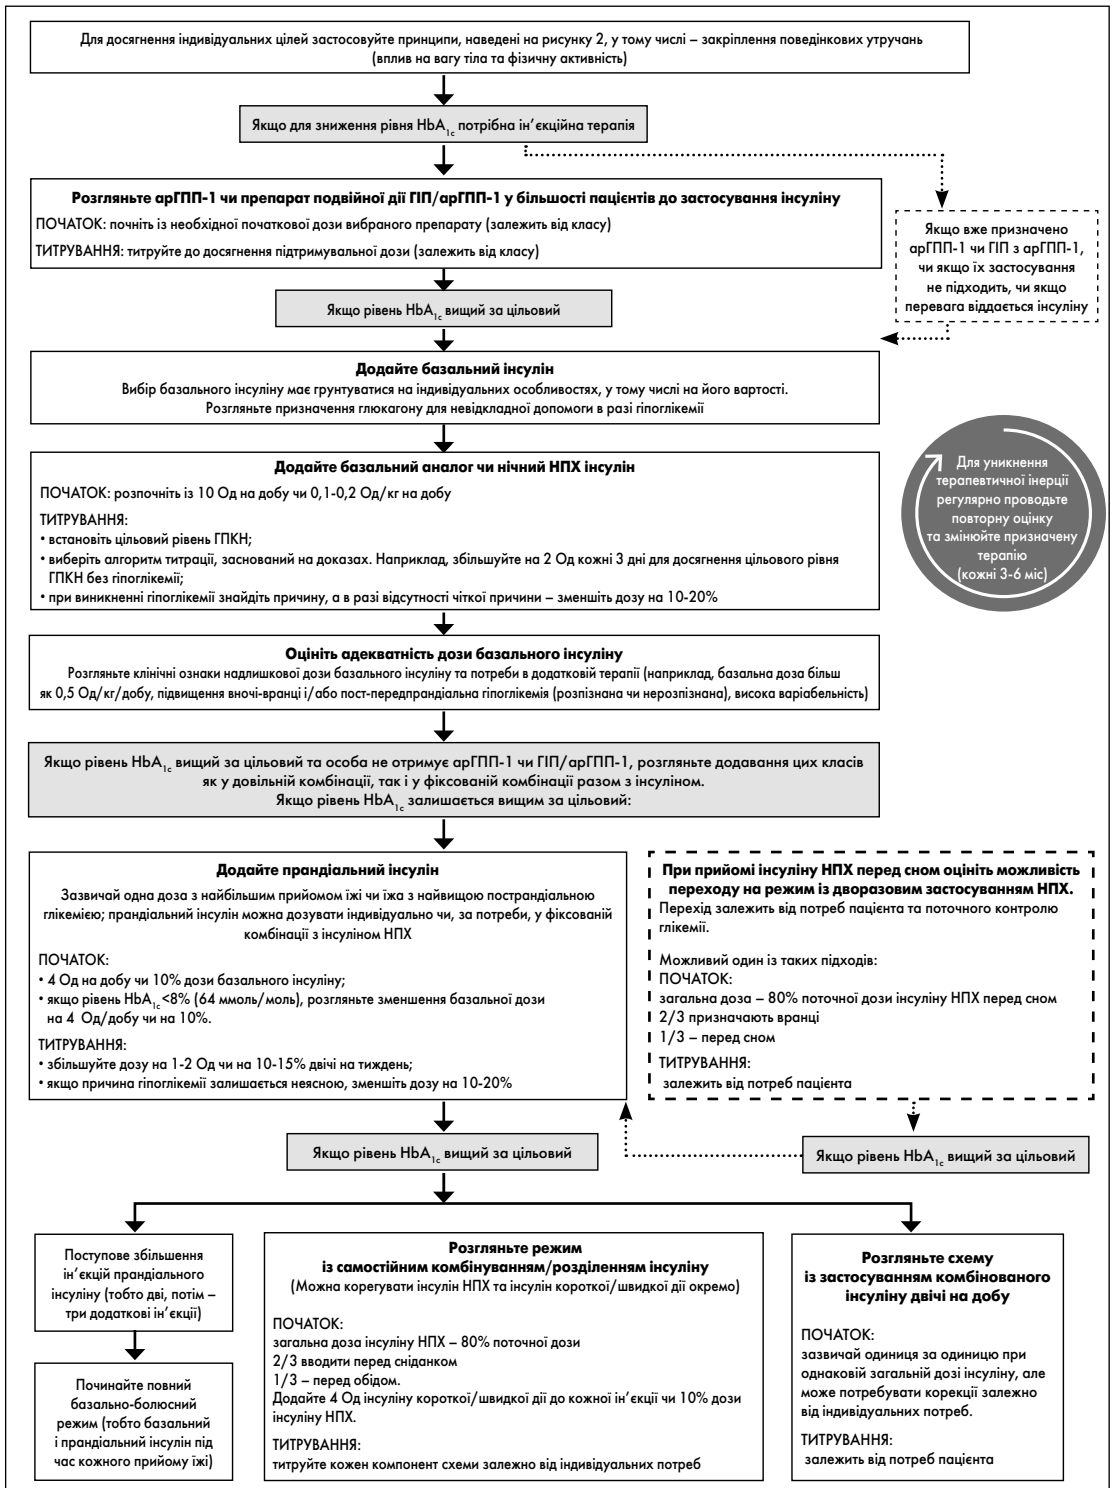 Для досягнення індивідуальних цілей застосовуйте принципи, наведені на рисунку 2, у тому числі – закріплення поведінкових утручань
(вплив на вагу тіла та фізичну активність)
Якщо для зниження рівня HbA1c потрібна ін’єкційна терапія
Розгляньте арГПП-1 чи препарат подвійної дії ГІП/арГПП-1 у більшості пацієнтів до застосування інсуліну
ПОЧАТОК: почніть із необхідної початкової дози вибраного препарату (залежить від класу)
ТИТРУВАННЯ: титруйте до досягнення підтримувальної дози (залежить від класу)
Якщо вже призначено
арГПП-1 чи ГІП з арГПП-1,
чи якщо їх застосування
не підходить, чи якщо
перевага віддається інсуліну
Якщо рівень HbA1c вищий за цільовий
Додайте базальний інсулін
Вибір базального інсуліну має грунтуватися на індивідуальних особливостях, у тому числі на його вартості.
Розгляньте призначення глюкагону для невідкладної допомоги в разі гіпоглікемії
Додайте базальний аналог чи нічний НПХ інсулін
ПОЧАТОК: розпочніть із 10 Од на добу чи 0,1-0,2 Од/кг на добу
ТИТРУВАННЯ:
• встановіть цільовий рівень ГПКН;
• виберіть алгоритм титрації, заснований на доказах. Наприклад, збільшуйте на 2 Од кожні 3 дні для досягнення цільового рівня
ГПКН без гіпоглікемії;
• при виникненні гіпоглікемії знайдіть причину, а в разі відсутності чіткої причини – зменшіть дозу на 10-20%
Для уникнення
терапевтичної інерції
регулярно проводьте
повторну оцінку
та змінюйте призначену
терапію
(кожні 3-6 міс)
Оцініть адекватність дози базального інсуліну
Розгляньте клінічні ознаки надлишкової дози базального інсуліну та потреби в додатковій терапії (наприклад, базальна доза більш
як 0,5 Од/кг/добу, підвищення вночі-вранці і/або пост-передпрандіальна гіпоглікемія (розпізнана чи нерозпізнана), висока варіабельність)
Якщо рівень HbA1c вищий за цільовий та особа не отримує арГПП-1 чи ГІП/арГПП-1, розгляньте додавання цих класів
як у довільній комбінації, так і у фіксованій комбінації разом з інсуліном.
Якщо рівень HbA1c залишається вищим за цільовий:
Додайте прандіальний інсулін
Зазвичай одна доза з найбільшим прийомом їжі чи їжа з найвищою пострандіальною
глікемією; прандіальний інсулін можна дозувати індивідуально чи, за потреби, у фіксованій
комбінації з інсуліном НПХ
ПОЧАТОК:
• 4 Од на добу чи 10% дози базального інсуліну;
• якщо рівень HbA1c<8% (64 ммоль/моль), розгляньте зменшення базальної дози
на 4 Од/добу чи на 10%.
ТИТРУВАННЯ:
• збільшуйте дозу на 1-2 Од чи на 10-15% двічі на тиждень;
• якщо причина гіпоглікемії залишається неясною, зменшіть дозу на 10-20%
При прийомі інсуліну НПХ перед сном оцініть можливість
переходу на режим із дворазовим застосуванням НПХ.
Перехід залежить від потреб пацієнта та поточного контролю
глікемії.
Можливий один із таких підходів:
ПОЧАТОК:
загальна доза – 80% поточної дози інсуліну НПХ перед сном
2/3 призначають вранці
1/3 – перед сном
ТИТРУВАННЯ:
залежить від потреб пацієнта
Якщо рівень HbA1c вищий за цільовий
Якщо рівень HbA1c вищий за цільовий
Поступове збільшення
ін’єкцій прандіального
інсуліну (тобто дві, потім –
три додаткові ін’єкції)
Починайте повний
базально-болюсний
режим (тобто базальний
і прандіальний інсулін під
час кожного прийому їжі)
Розгляньте режим
із самостійним комбінуванням/розділенням інсуліну
(Можна корегувати інсулін НПХ та інсулін короткої/швидкої дії окремо)
ПОЧАТОК:
загальна доза інсуліну НПХ – 80% поточної дози
2/3 вводити перед сніданком
1/3 – перед обідом.
Додайте 4 Од інсуліну короткої/швидкої дії до кожної ін’єкції чи 10% дози
інсуліну НПХ.
ТИТРУВАННЯ:
титруйте кожен компонент схеми залежно від індивідуальних потреб
Розгляньте схему
із застосуванням комбінованого
інсуліну двічі на добу
ПОЧАТОК:
зазвичай одиниця за одиницю при
однаковій загальній дозі інсуліну, але
може потребувати корекції залежно
від індивідуальних потреб.
ТИТРУВАННЯ:
залежить від потреб пацієнта